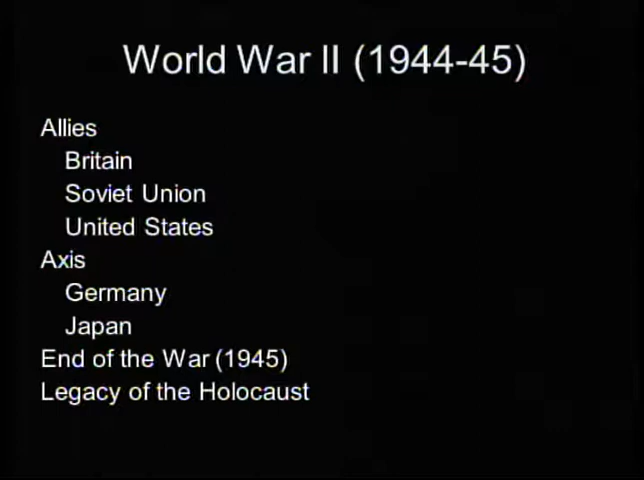 World War II (1944-45)
Allies
Britain
Soviet Union
United States
Axis
Germany
Japan
End of the War (1945)
Legacy of the Holocaust